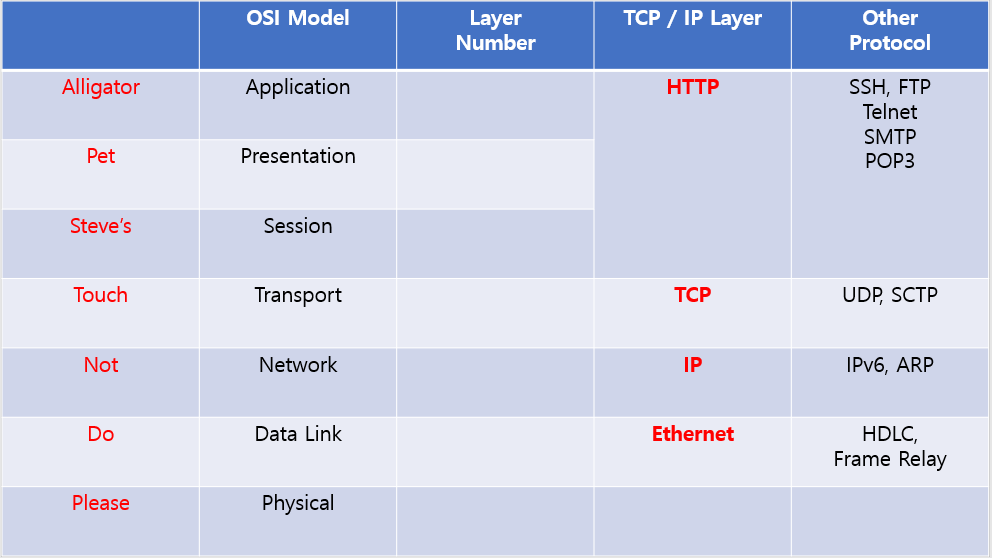 OSI Model
Layer
Number
TCP / IP Layer
Other
Protocol
Alligator
Application
HTTP
SSH, FTP
Telnet
SMTP
POP3
Pet
Presentation
Steve's
Session
Touch
Transport
TCP
UDP, SCTP
Not
Network
IP
IPv6, ARP
Do
Data Link
Ethernet
HDLC,
Frame Relay
Please
Physical